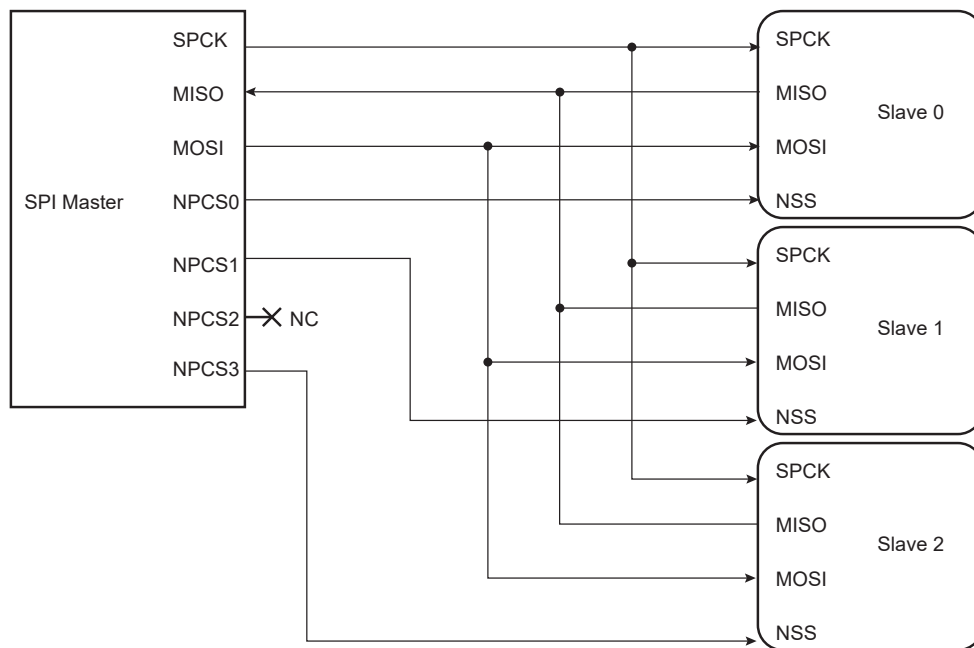 SPCK
MISO
MOSI
SPI Master
NPCS0
NPCS1
NPCS2
NC
NPCS3
SPCK
MISO
Slave 0
MOSI
NSS
SPCK
MISO
Slave 1
MOSI
NSS
SPCK
MISO
Slave 2
MOSI
NSS